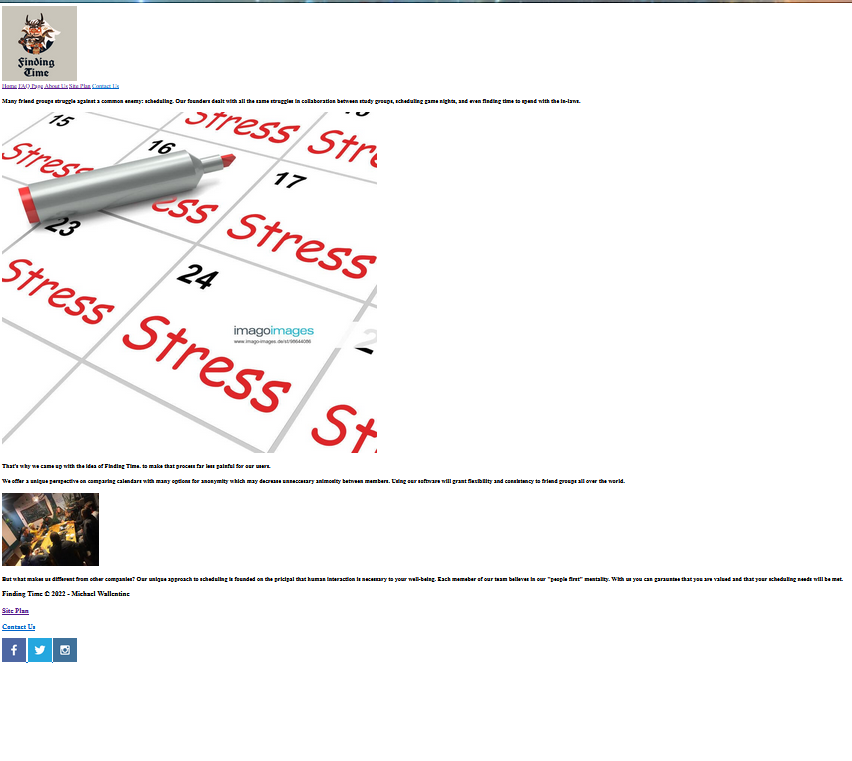 Finding
Time
Home FAQ Page About Us Site Plan Contact Us
Many friend groups struggle against a common enemy: scheduling. Our founders dealt with all the same struggles in collaboration between study groups, scheduling game nights, and even finding time to spend with the in-laws.
15
Stress
Stre
Stress
16
17
ess
Stress
23
Stress
24
Stress
imagoimages
www.imago-images.de/st/98644086
St
That's why we came up with the idea of Finding Time. to make that process far less painful for our users.
We offer a unique perspective on comparing calendars with many options for anonymity which may decrease unneccesary animosity between members. Using our software will grant flexibility and consistency to friend groups all over the world.
But what makes us different from other companies? Our unique approach to scheduling is founded on the pricipal that human interaction is necessary to your well-being. Each memeber of our team believes in our "people first" mentality. With us you can garauntee that you are valued and that your scheduling needs will be met.
Finding Time © 2022 - Michael Wallentine
Site Plan
Contact Us